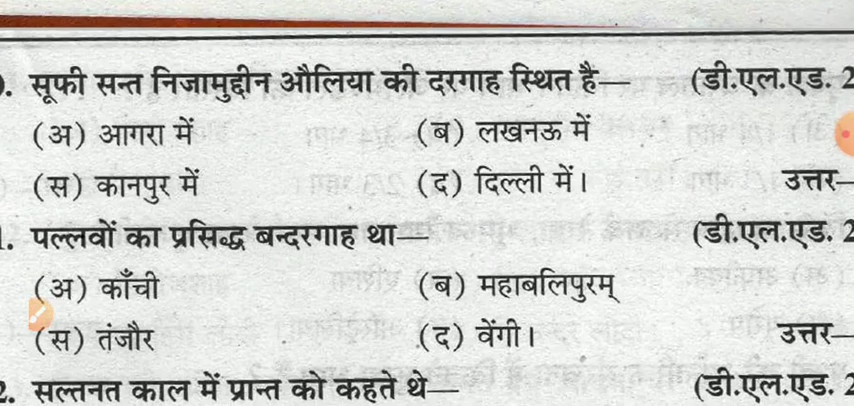 . सूफी सन्त निजामुद्दीन औलिया की दरगाह स्थित है— (डी.एल.एड. 2
(अ) आगरा में (ब) लखनऊ में
(स) कानपुर में (द) दिल्ली में। उत्तर—
. पल्लवों का प्रसिद्ध बन्दरगाह था— (डी.एल.एड. 2
(अ) काँची (ब) महाबलिपुरम्
(स) तंजौर (द) वेंगी। उत्तर—
2. सल्तनत काल में प्रान्त को कहते थे— (डी.एल.एड. 2